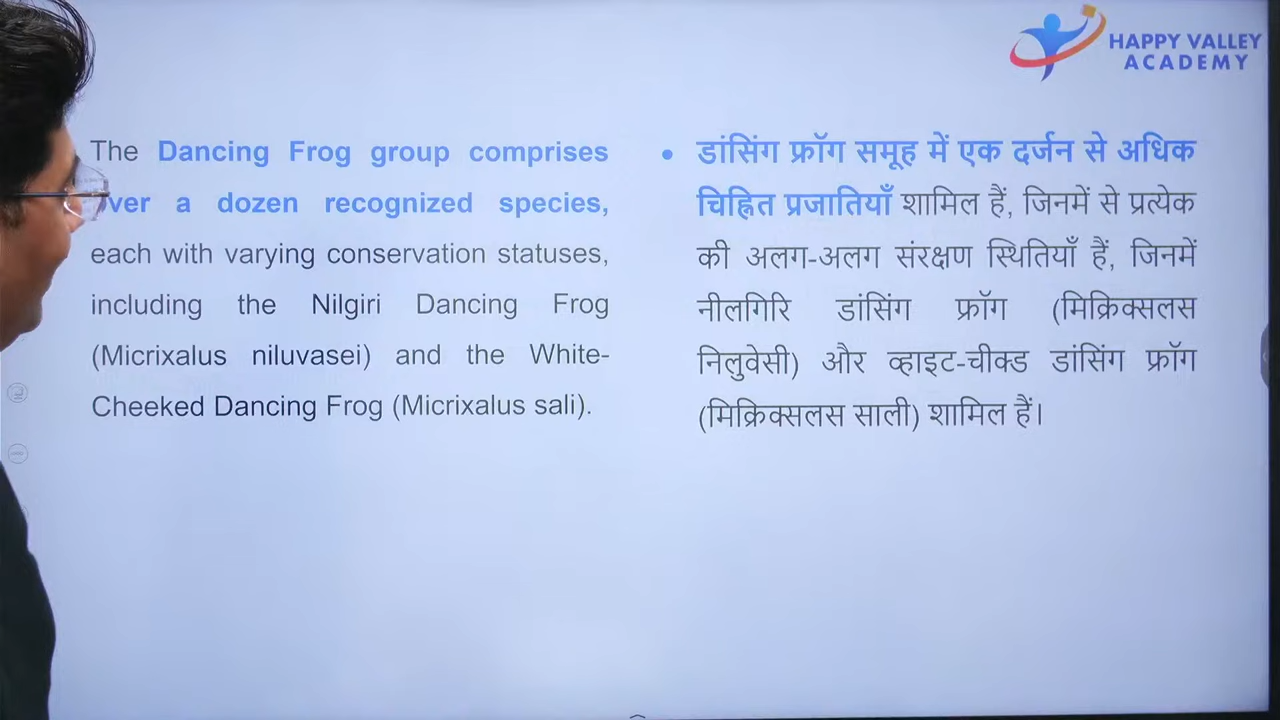 HAPPY VALLEY
ACADEMY
The Dancing Frog group comprises
over a dozen recognized species,
each with varying conservation statuses,
including the Nilgiri Dancing Frog
(Micrixalus niluvasei) and the White-
Cheeked Dancing Frog (Micrixalus sali).
• डांसिंग फ्रॉग समूह में एक दर्जन से अधिक
चिह्नित प्रजातियाँ शामिल हैं, जिनमें से प्रत्येक
की अलग-अलग संरक्षण स्थितियाँ हैं, जिनमें
नीलगिरि डांसिंग फ्रॉग (मिक्रिक्सलस
निलुवेसी) और व्हाइट-चीक्ड डांसिंग फ्रॉग
(मिक्रिक्सलस साली) शामिल हैं।